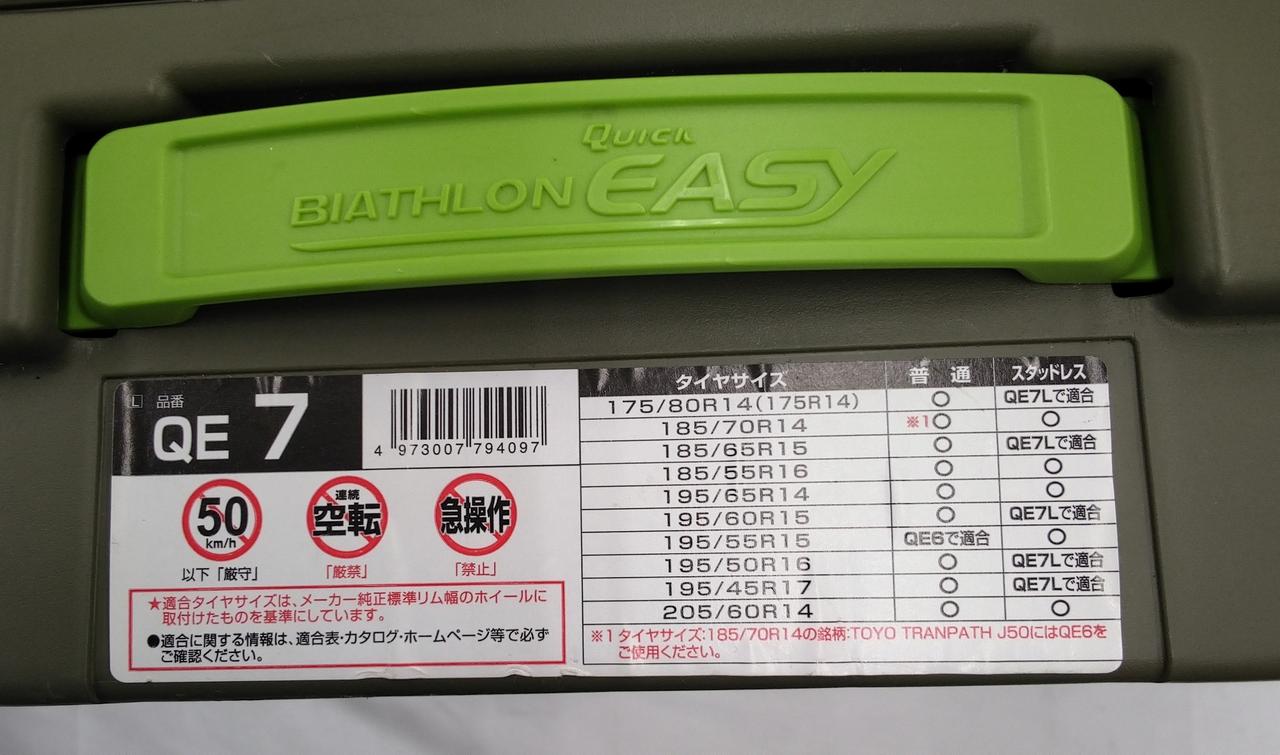 QUICK
BIATHLON EASY
L 品番
QE 7
4 973007 794097
50
km/h
以下「厳守」
連続
空転
「厳禁」
急操作
「禁止」
★適合タイヤサイズは、メーカー純正標準リム幅のホイールに
取付けたものを基準にしています。
●適合に関する情報は、適合表・カタログ・ホームページ等で必ず
ご確認ください。
タイヤサイズ 普通 スタッドレス
175/80R14(175R14) ○ QE7Lで適合
185/70R14 ※1○ ○
185/65R15 ○ QE7Lで適合
185/55R16 ○ ○
195/65R14 ○ ○
195/60R15 ○ QE7Lで適合
195/55R15 QE6で適合 ○
195/50R16 ○ QE7Lで適合
195/45R17 ○ QE7Lで適合
205/60R14 ○ ○
※1 タイヤサイズ:185/70R14の銘柄:TOYO TRANPATH J50にはQE6を
ご使用ください。